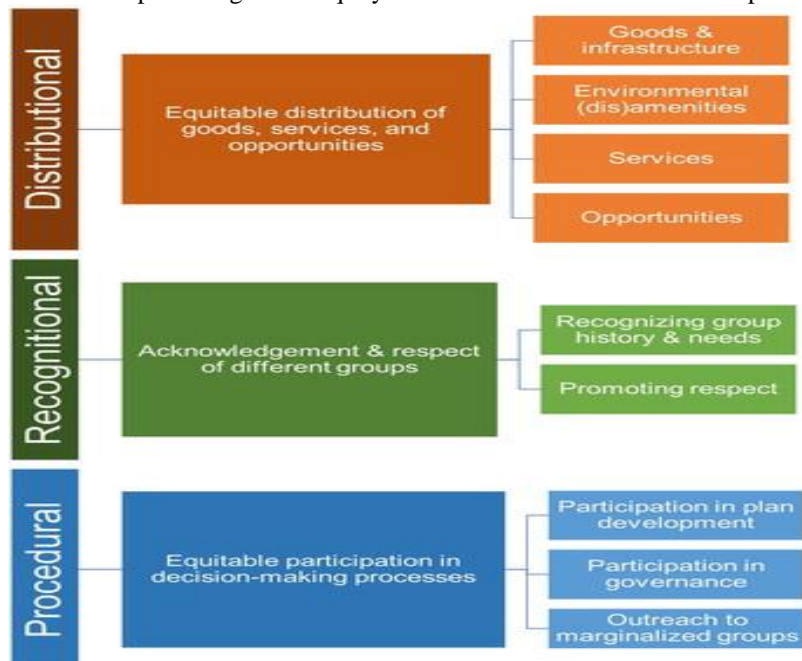 Distributional
Equitable distribution of
goods, services, and
opportunities
Goods &
infrastructure
Environmental
(dis)amenities
Services
Opportunities
Recognitional
Acknowledgement & respect
of different groups
Recognizing group
history & needs
Promoting respect
Procedural
Equitable participation in
decision-making processes
Participation in plan
development
Participation in
governance
Outreach to
marginalized groups